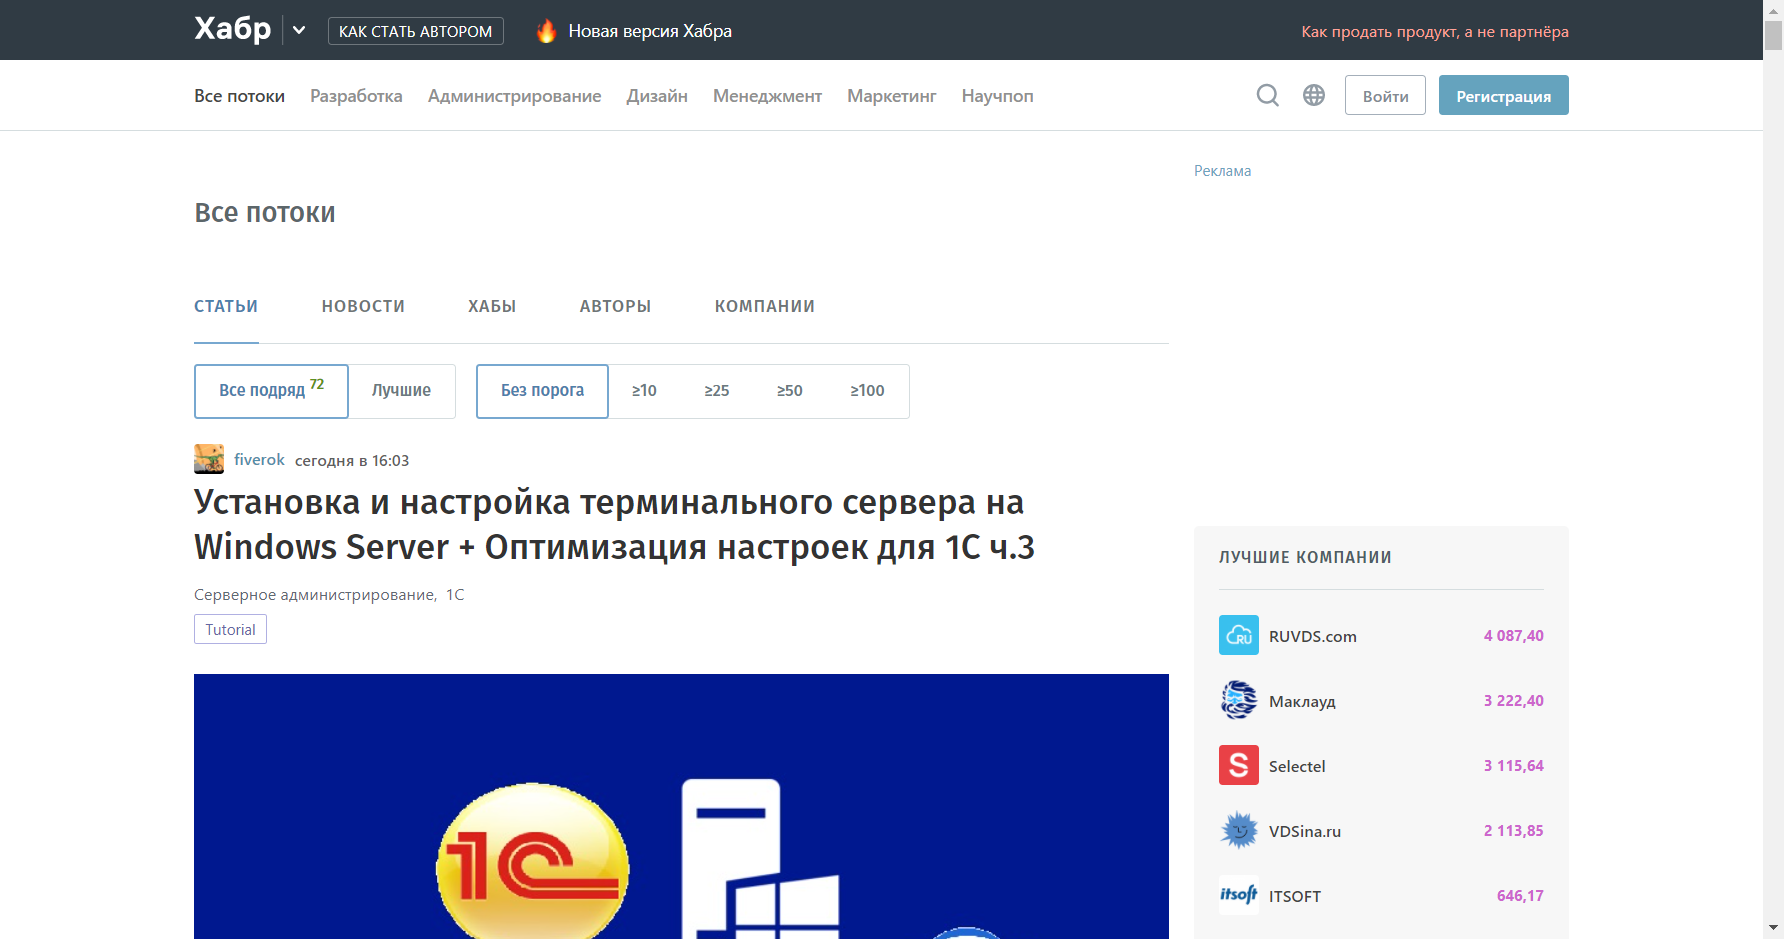 Хабр
КАК СТАТЬ АВТОРОМ
Новая версия Хабра
Как продать продукт, а не партнёра
Все потоки
Разработка
Администрирование
Дизайн
Менеджмент
Маркетинг
Научпоп
Войти
Регистрация
Реклама
Все потоки
СТАТЬИ
НОВОСТИ
ХАБЫ
АВТОРЫ
КОМПАНИИ
Все подряд 72
Лучшие
Без порога
≥10
≥25
≥50
≥100
fiverok сегодня в 16:03
Установка и настройка терминального сервера на
Windows Server + Оптимизация настроек для 1С ч.3
Серверное администрирование, 1С
Tutorial
1С
ЛУЧШИЕ КОМПАНИИ
RU
RUVDS.com 4 087,40
Маклауд 3 222,40
S
Selectel 3 115,64
VDSina.ru 2 113,85
itsoft
ITSOFT 646,17